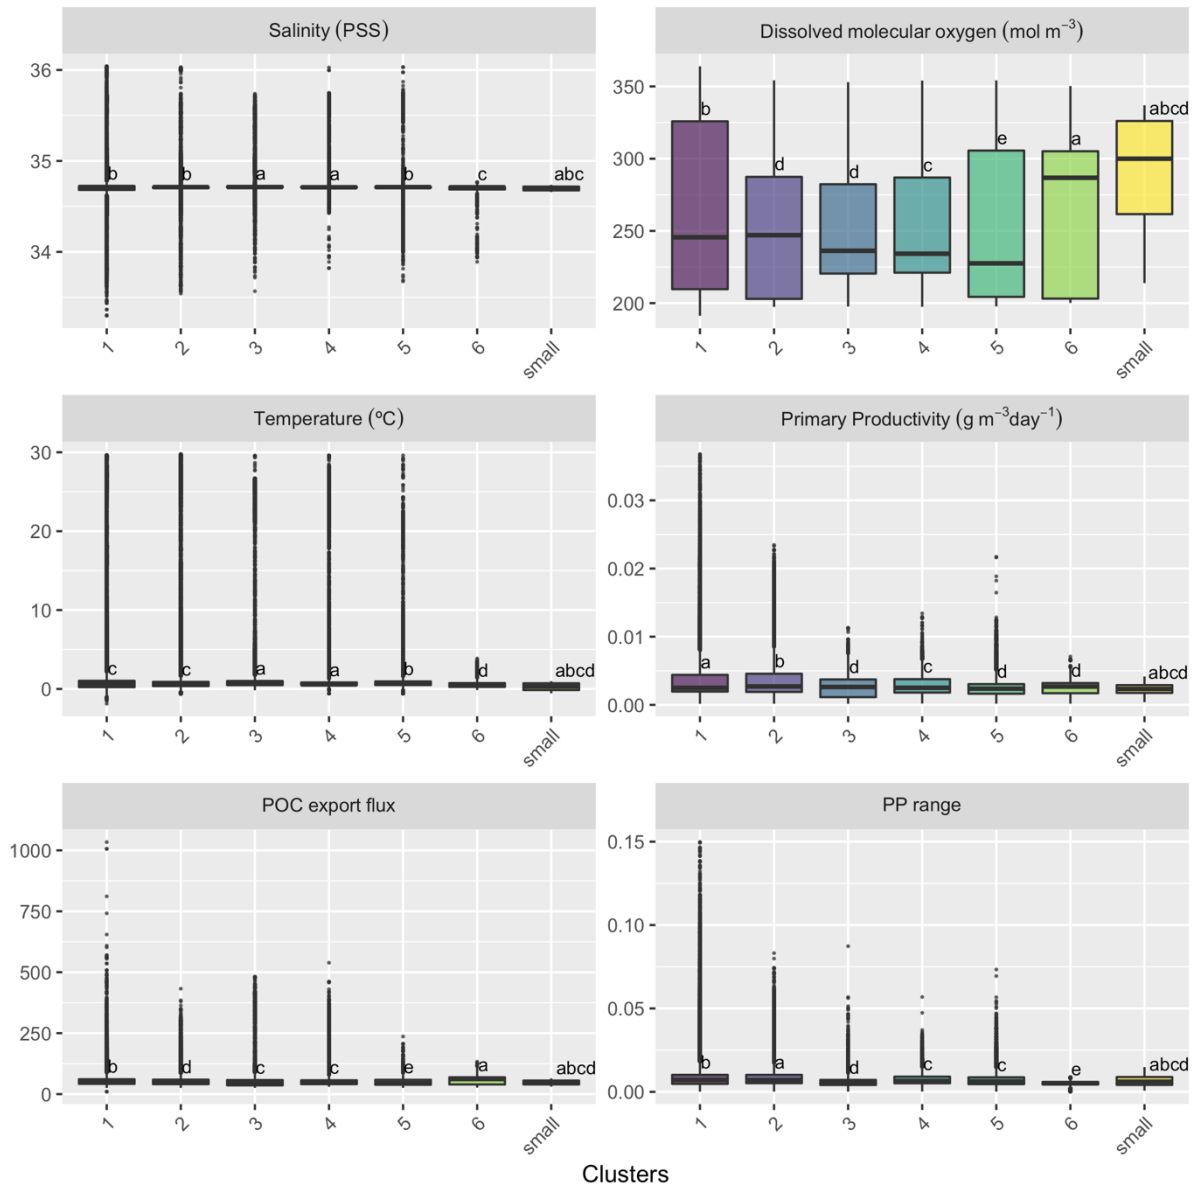 Salinity (PSS)
36
35
34
b b a a b c abc
1 2 3 4 5 6 small
Dissolved molecular oxygen (mol m⁻³)
350
300
250
200
b d d c e a abcd
1 2 3 4 5 6 small
Temperature (ºC)
30
20
10
0
c c a a b d abcd
1 2 3 4 5 6 small
Primary Productivity (g m⁻³day⁻¹)
0.03
0.02
0.01
0.00
a b d c d d abcd
1 2 3 4 5 6 small
POC export flux
1000
750
500
250
0
b d c c e a abcd
1 2 3 4 5 6 small
PP range
0.15
0.10
0.05
0.00
b a d c c e abcd
1 2 3 4 5 6 small
Clusters